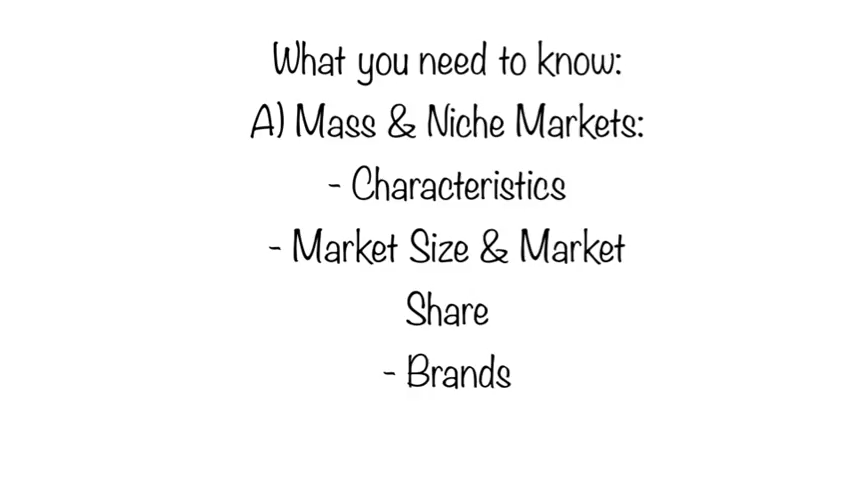 What you need to know:
A) Mass & Niche Markets:
- Characteristics
- Market Size & Market
Share
- Brands